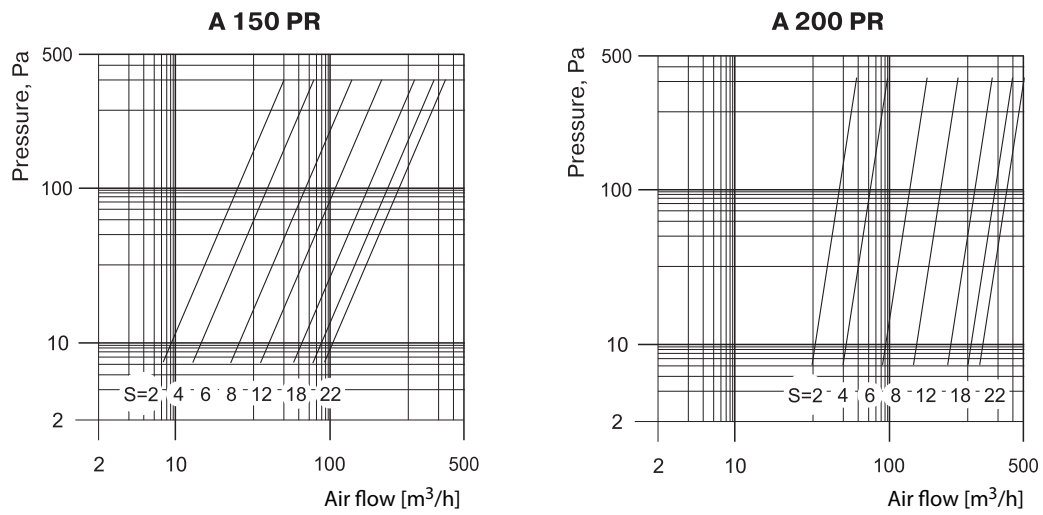 A 150 PR
Pressure, Pa
500
100
10
2
S=2 4 6 8 12 18 22
2 10 100 500
Air flow [m³/h]
A 200 PR
Pressure, Pa
500
100
10
2
S=2 4 6 8 12 18 22
2 10 100 500
Air flow [m³/h]